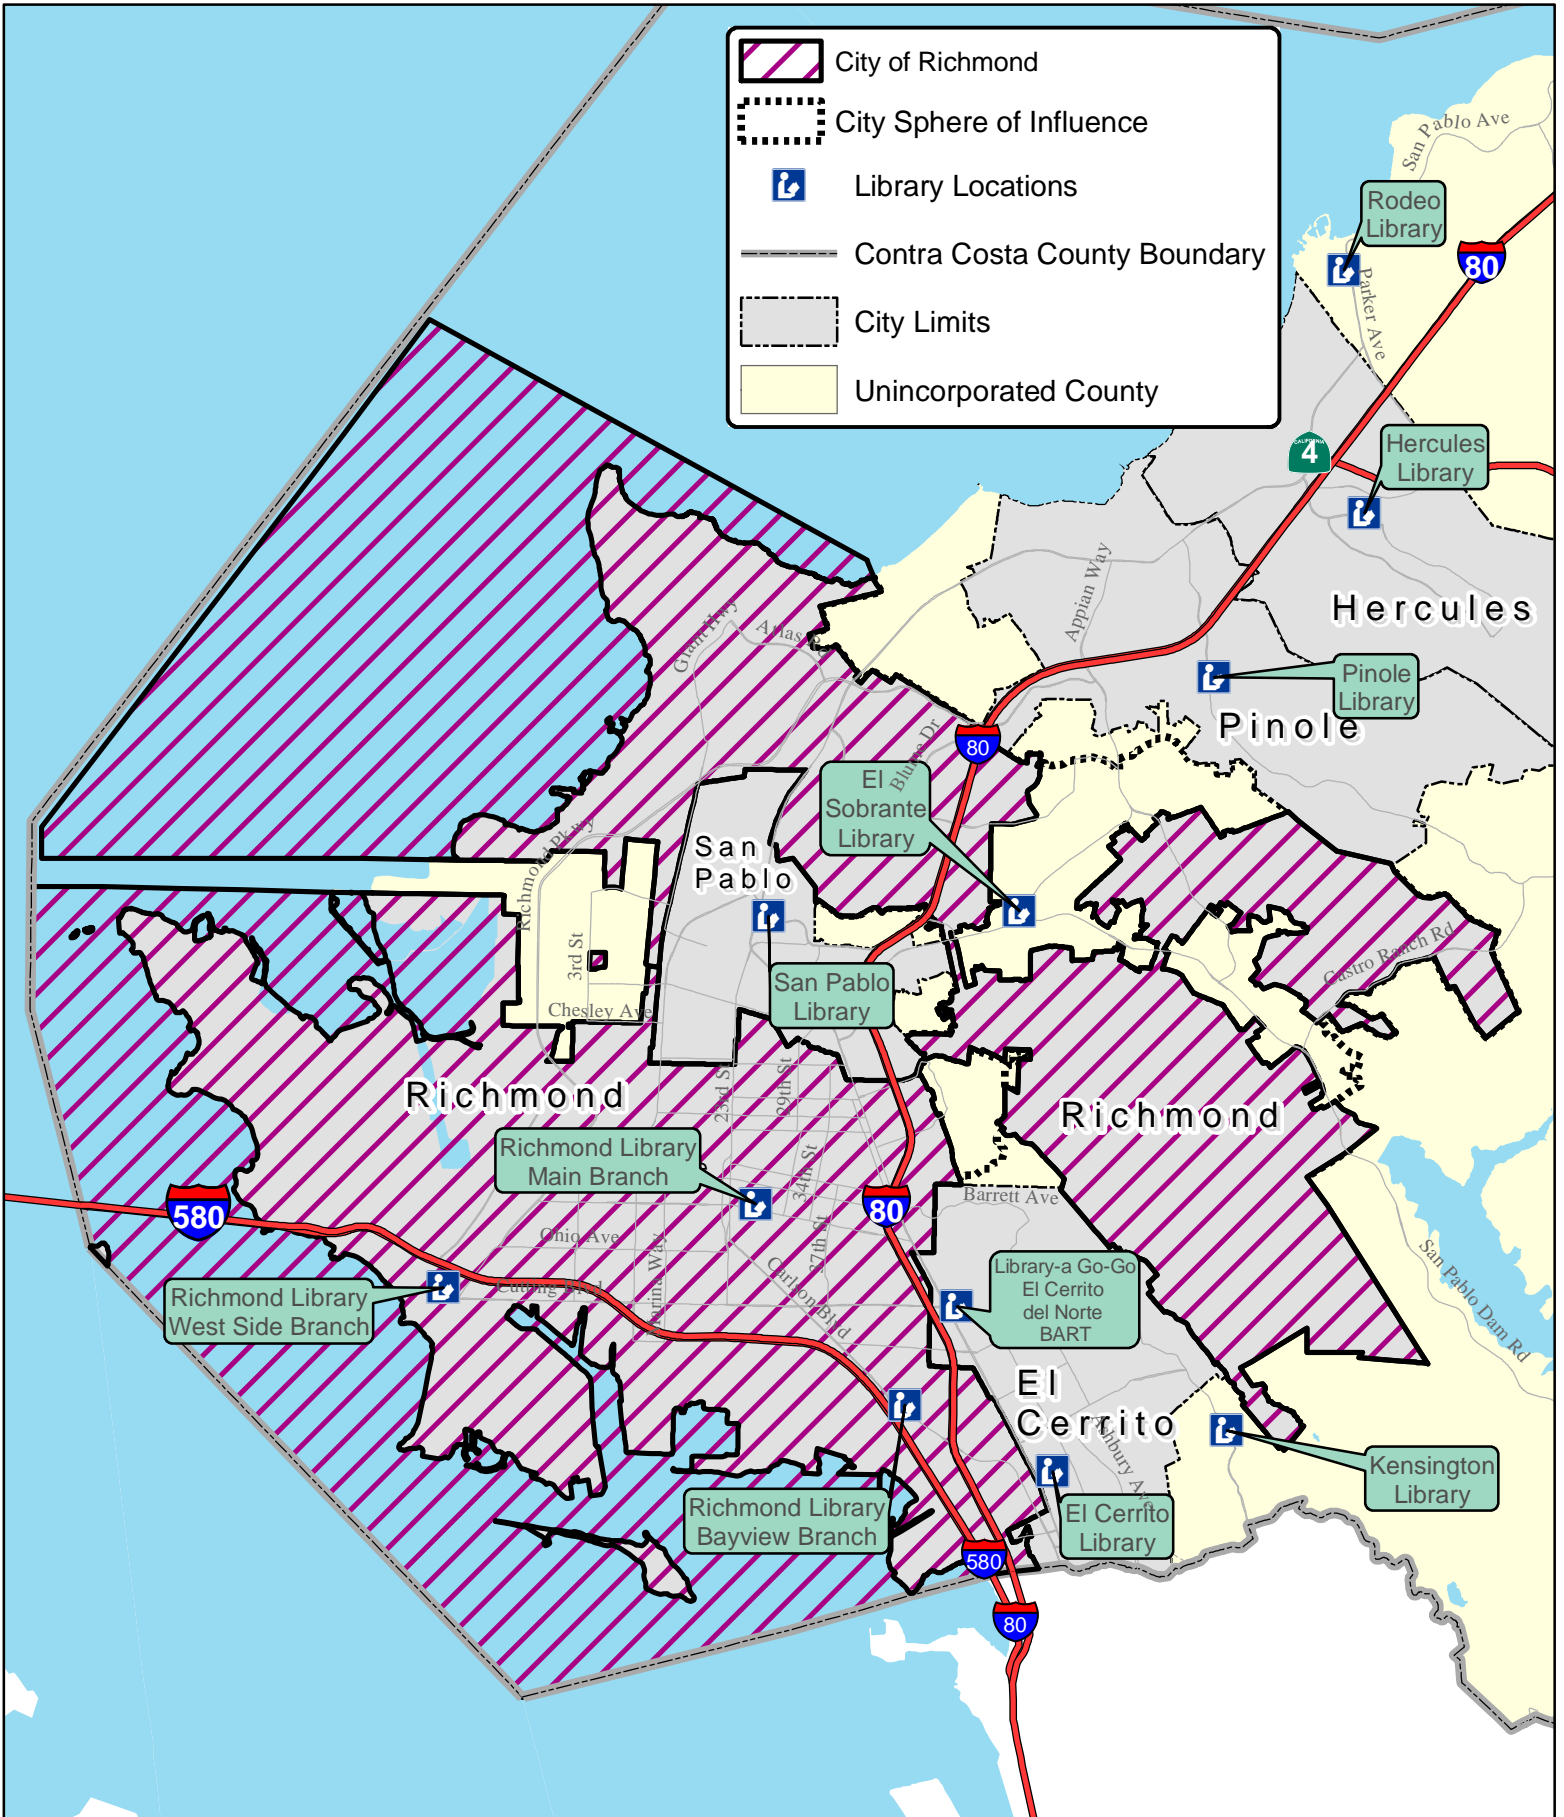 City of Richmond
City Sphere of Influence
Library Locations
Contra Costa County Boundary
City Limits
Unincorporated County
San Pablo Ave
Rodeo
Library
80
Parker Ave
CALIFORNIA
4
Hercules
Library
Appian Way
Hercules
Giant Hwy
Atlas Rd
Pinole
Library
Pinole
Blume Dr
80
El
Sobrante
Library
Richmond Pkwy
San
Pablo
3rd St
Castro Ranch Rd
San Pablo
Library
Chesley Ave
Richmond
23rd St
29th St
Richmond
Richmond Library
Main Branch
34th St
Barrett Ave
580
80
Ohio Ave
37th St
Marina Way
Carlson Blvd
San Pablo Dam Rd
Library-a Go-Go
El Cerrito
del Norte
BART
Cutting Blvd
Richmond Library
West Side Branch
El
Cerrito
Ashbury Ave
Kensington
Library
Richmond Library
Bayview Branch
El Cerrito
Library
580
80